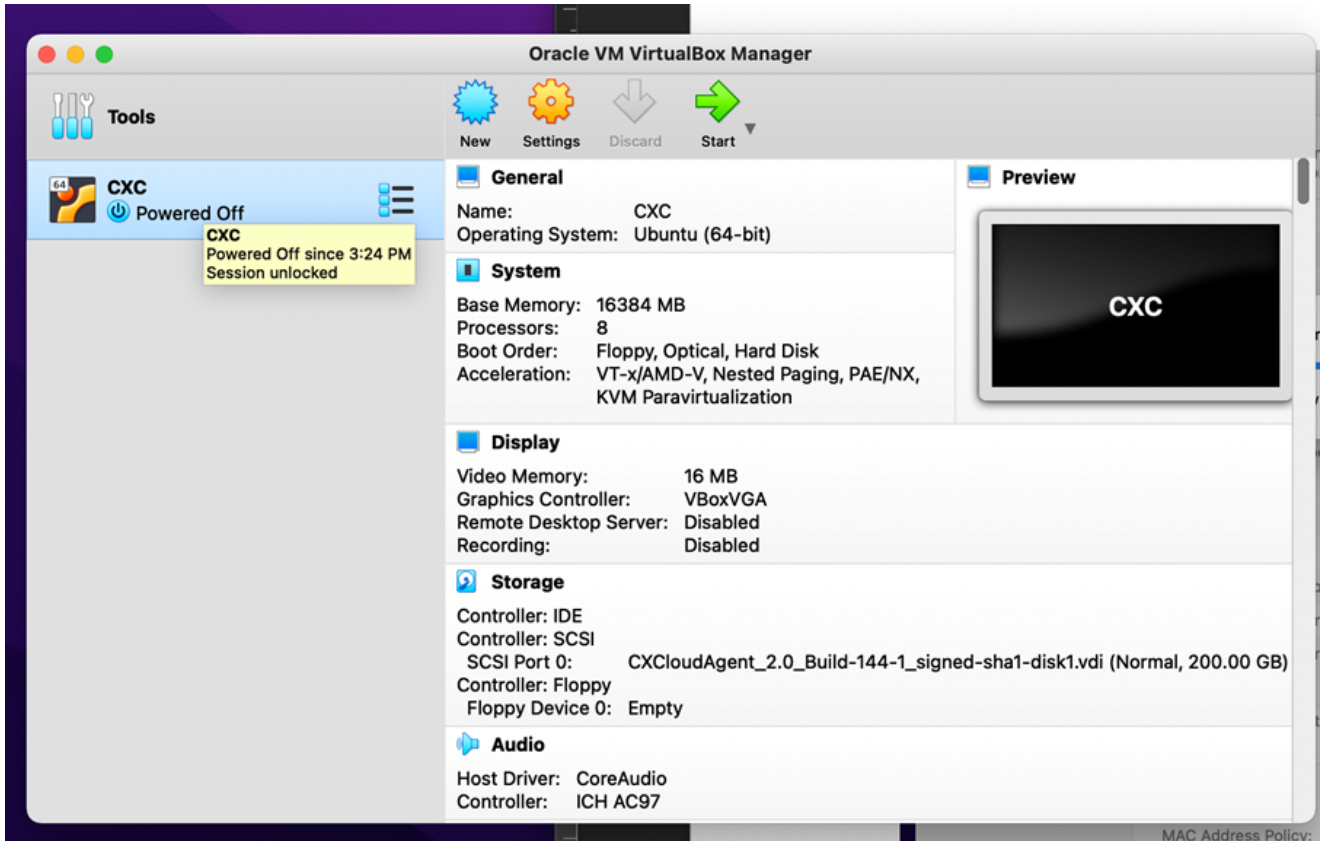 Oracle VM VirtualBox Manager
Tools
New Settings Discard Start
64
CXC
Powered Off
CXC
Powered Off since 3:24 PM
Session unlocked
General
Name: CXC
Operating System: Ubuntu (64-bit)
System
Base Memory: 16384 MB
Processors: 8
Boot Order: Floppy, Optical, Hard Disk
Acceleration: VT-x/AMD-V, Nested Paging, PAE/NX,
KVM Paravirtualization
Preview
CXC
Display
Video Memory: 16 MB
Graphics Controller: VBoxVGA
Remote Desktop Server: Disabled
Recording: Disabled
Storage
Controller: IDE
Controller: SCSI
SCSI Port 0: CXCloudAgent_2.0_Build-144-1_signed-sha1-disk1.vdi (Normal, 200.00 GB)
Controller: Floppy
Floppy Device 0: Empty
Audio
Host Driver: CoreAudio
Controller: ICH AC97
MAC Address Policy: